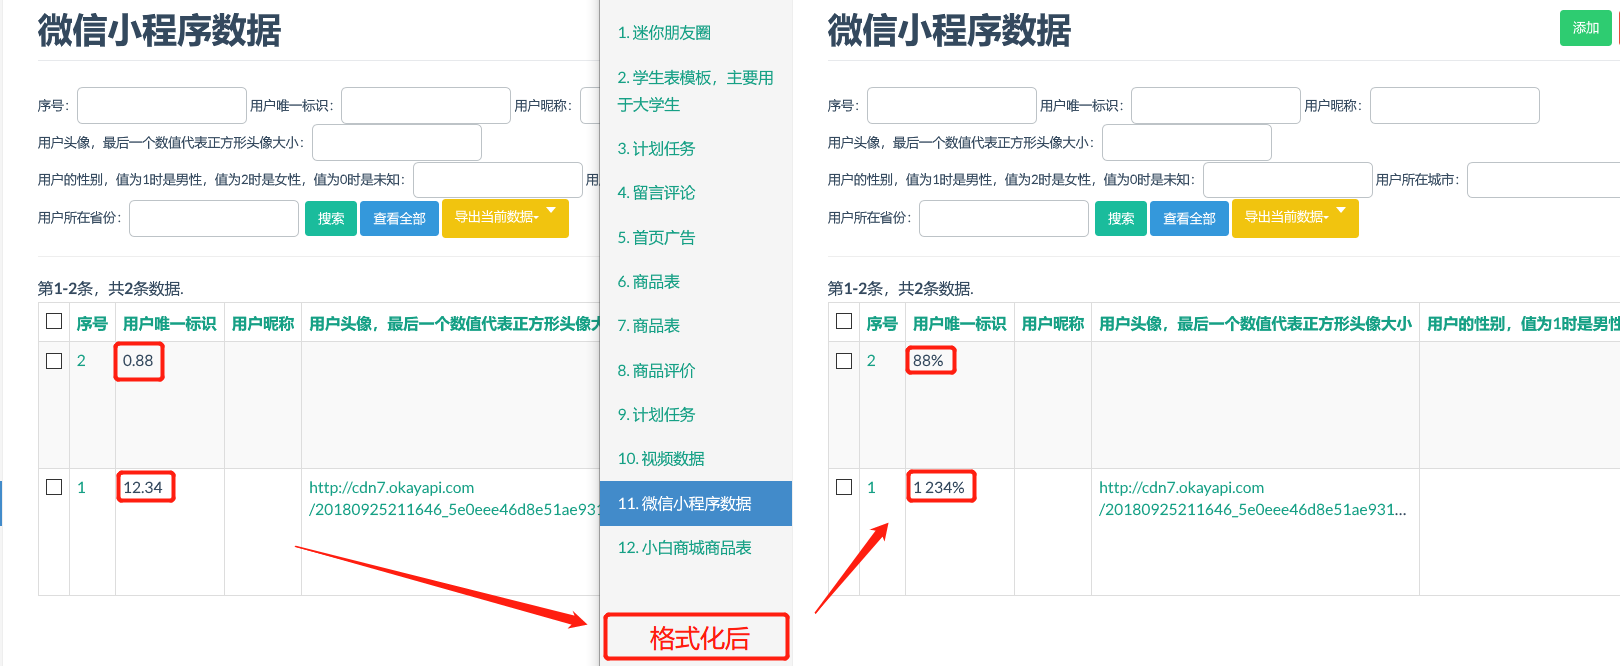 微信小程序数据
序号：
用户唯一标识：
用户昵称：
用户头像，最后一个数值代表正方形头像大小：
用户的性别，值为1时是男性，值为2时是女性，值为0时是未知：
用户所在省份：
搜索
查看全部
导出当前数据
第1-2条，共2条数据.
序号 用户唯一标识 用户昵称 用户头像，最后一个数值代表正方形头像
2 0.88
1 12.34 http://cdn7.okayapi.com
/20180925211646_5e0eee46d8e51ae931
1. 迷你朋友圈
2. 学生表模板，主要用
于大学生
3. 计划任务
4. 留言评论
5. 首页广告
6. 商品表
7. 商品表
8. 商品评价
9. 计划任务
10. 视频数据
11. 微信小程序数据
12. 小白商城商品表
格式化后
微信小程序数据
添加
序号：
用户唯一标识：
用户昵称：
用户头像，最后一个数值代表正方形头像大小：
用户的性别，值为1时是男性，值为2时是女性，值为0时是未知：
用户所在城市：
用户所在省份：
搜索
查看全部
导出当前数据
第1-2条，共2条数据.
序号 用户唯一标识 用户昵称 用户头像，最后一个数值代表正方形头像大小 用户的性别，值为1时是男性
2 88%
1 1 234% http://cdn7.okayapi.com
/20180925211646_5e0eee46d8e51ae931...